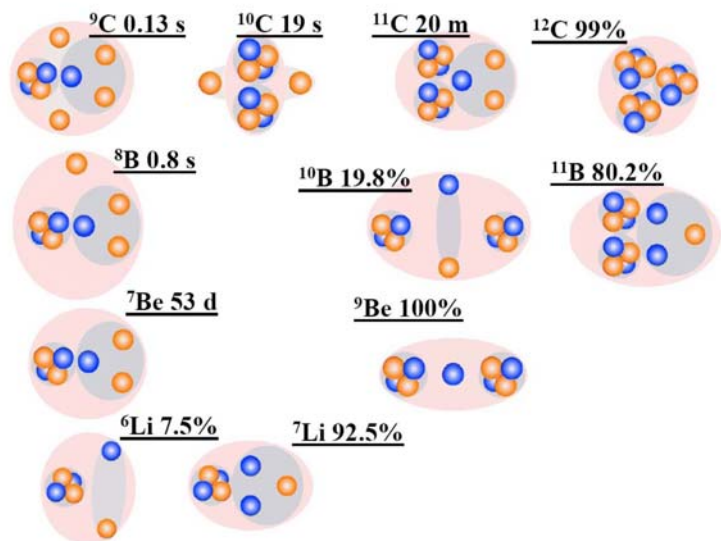 ⁹C 0.13 s
¹⁰C 19 s
¹¹C 20 m
¹²C 99%
⁸B 0.8 s
¹⁰B 19.8%
¹¹B 80.2%
⁷Be 53 d
⁹Be 100%
⁶Li 7.5%
⁷Li 92.5%